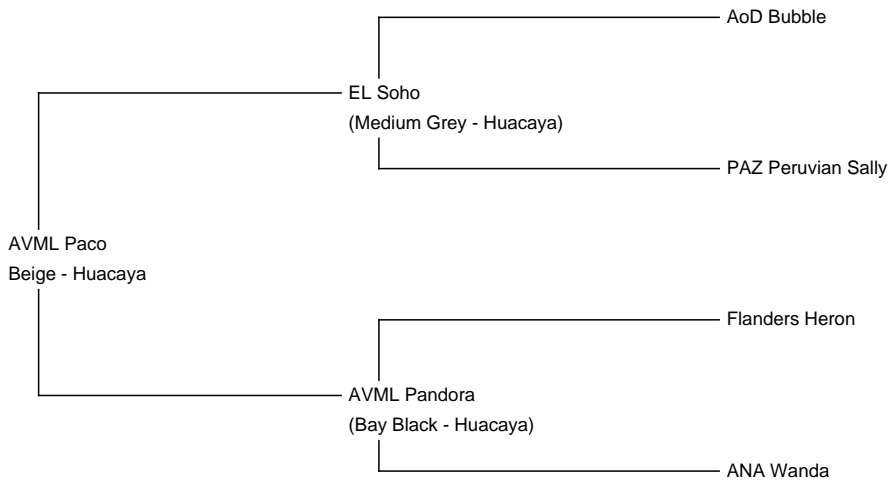 AoD Bubble
EL Soho
(Medium Grey - Huacaya)
PAZ Peruvian Sally
AVML Paco
Beige - Huacaya
Flanders Heron
AVML Pandora
(Bay Black - Huacaya)
ANA Wanda